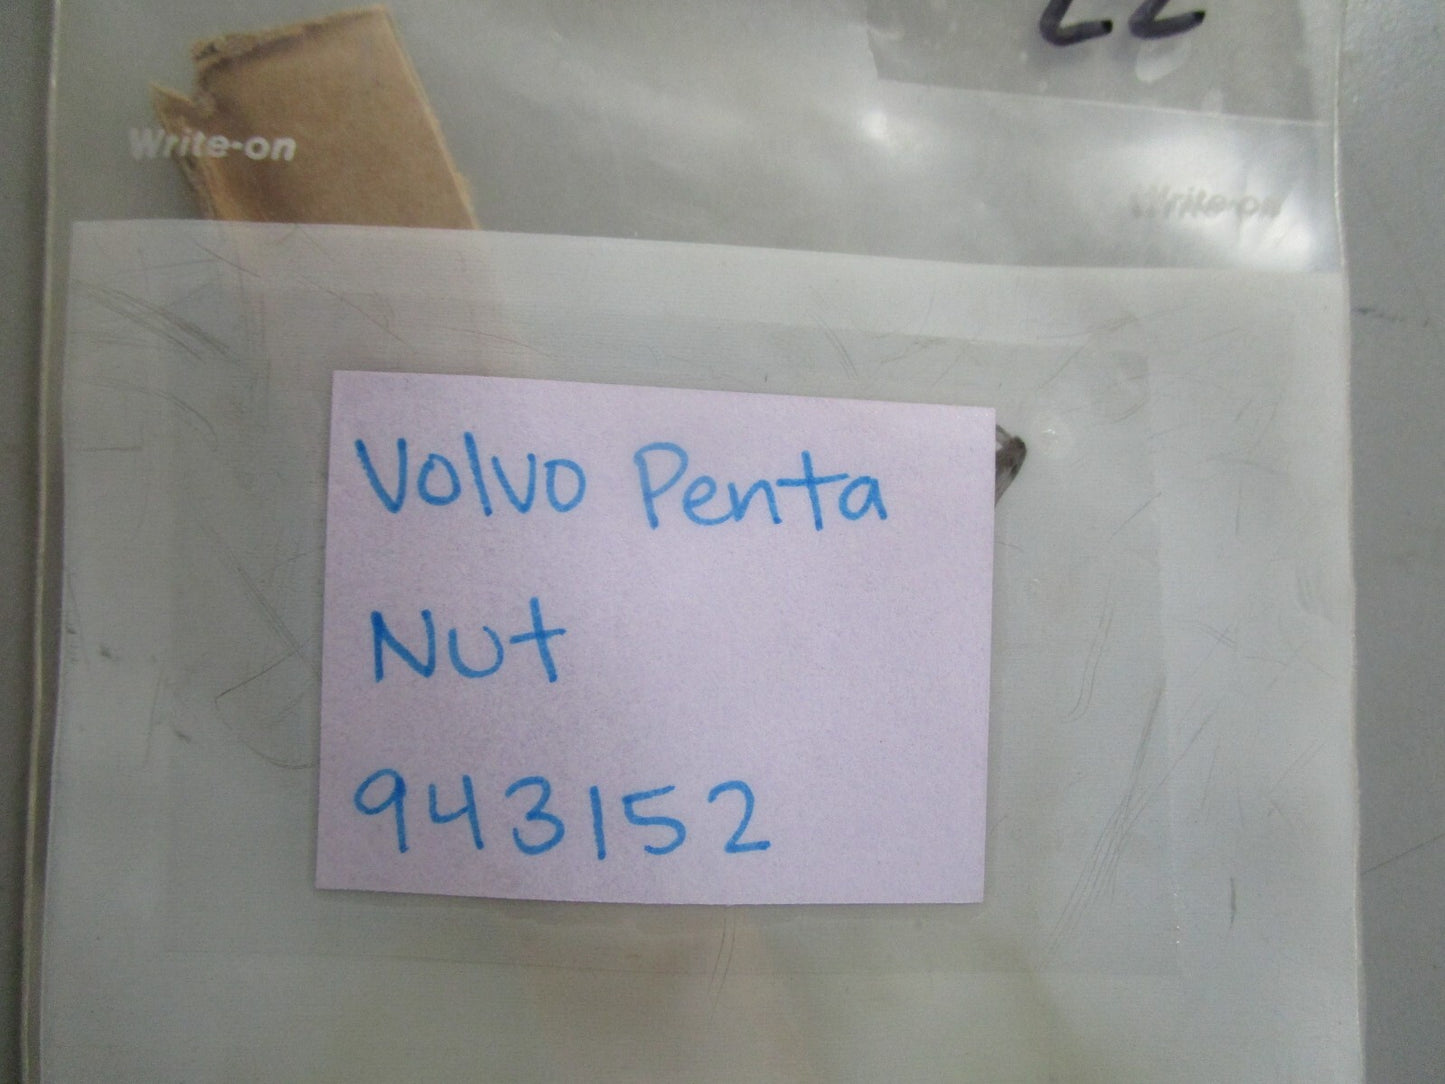 Write-on
Write-on
Volvo Penta
Nut
943152